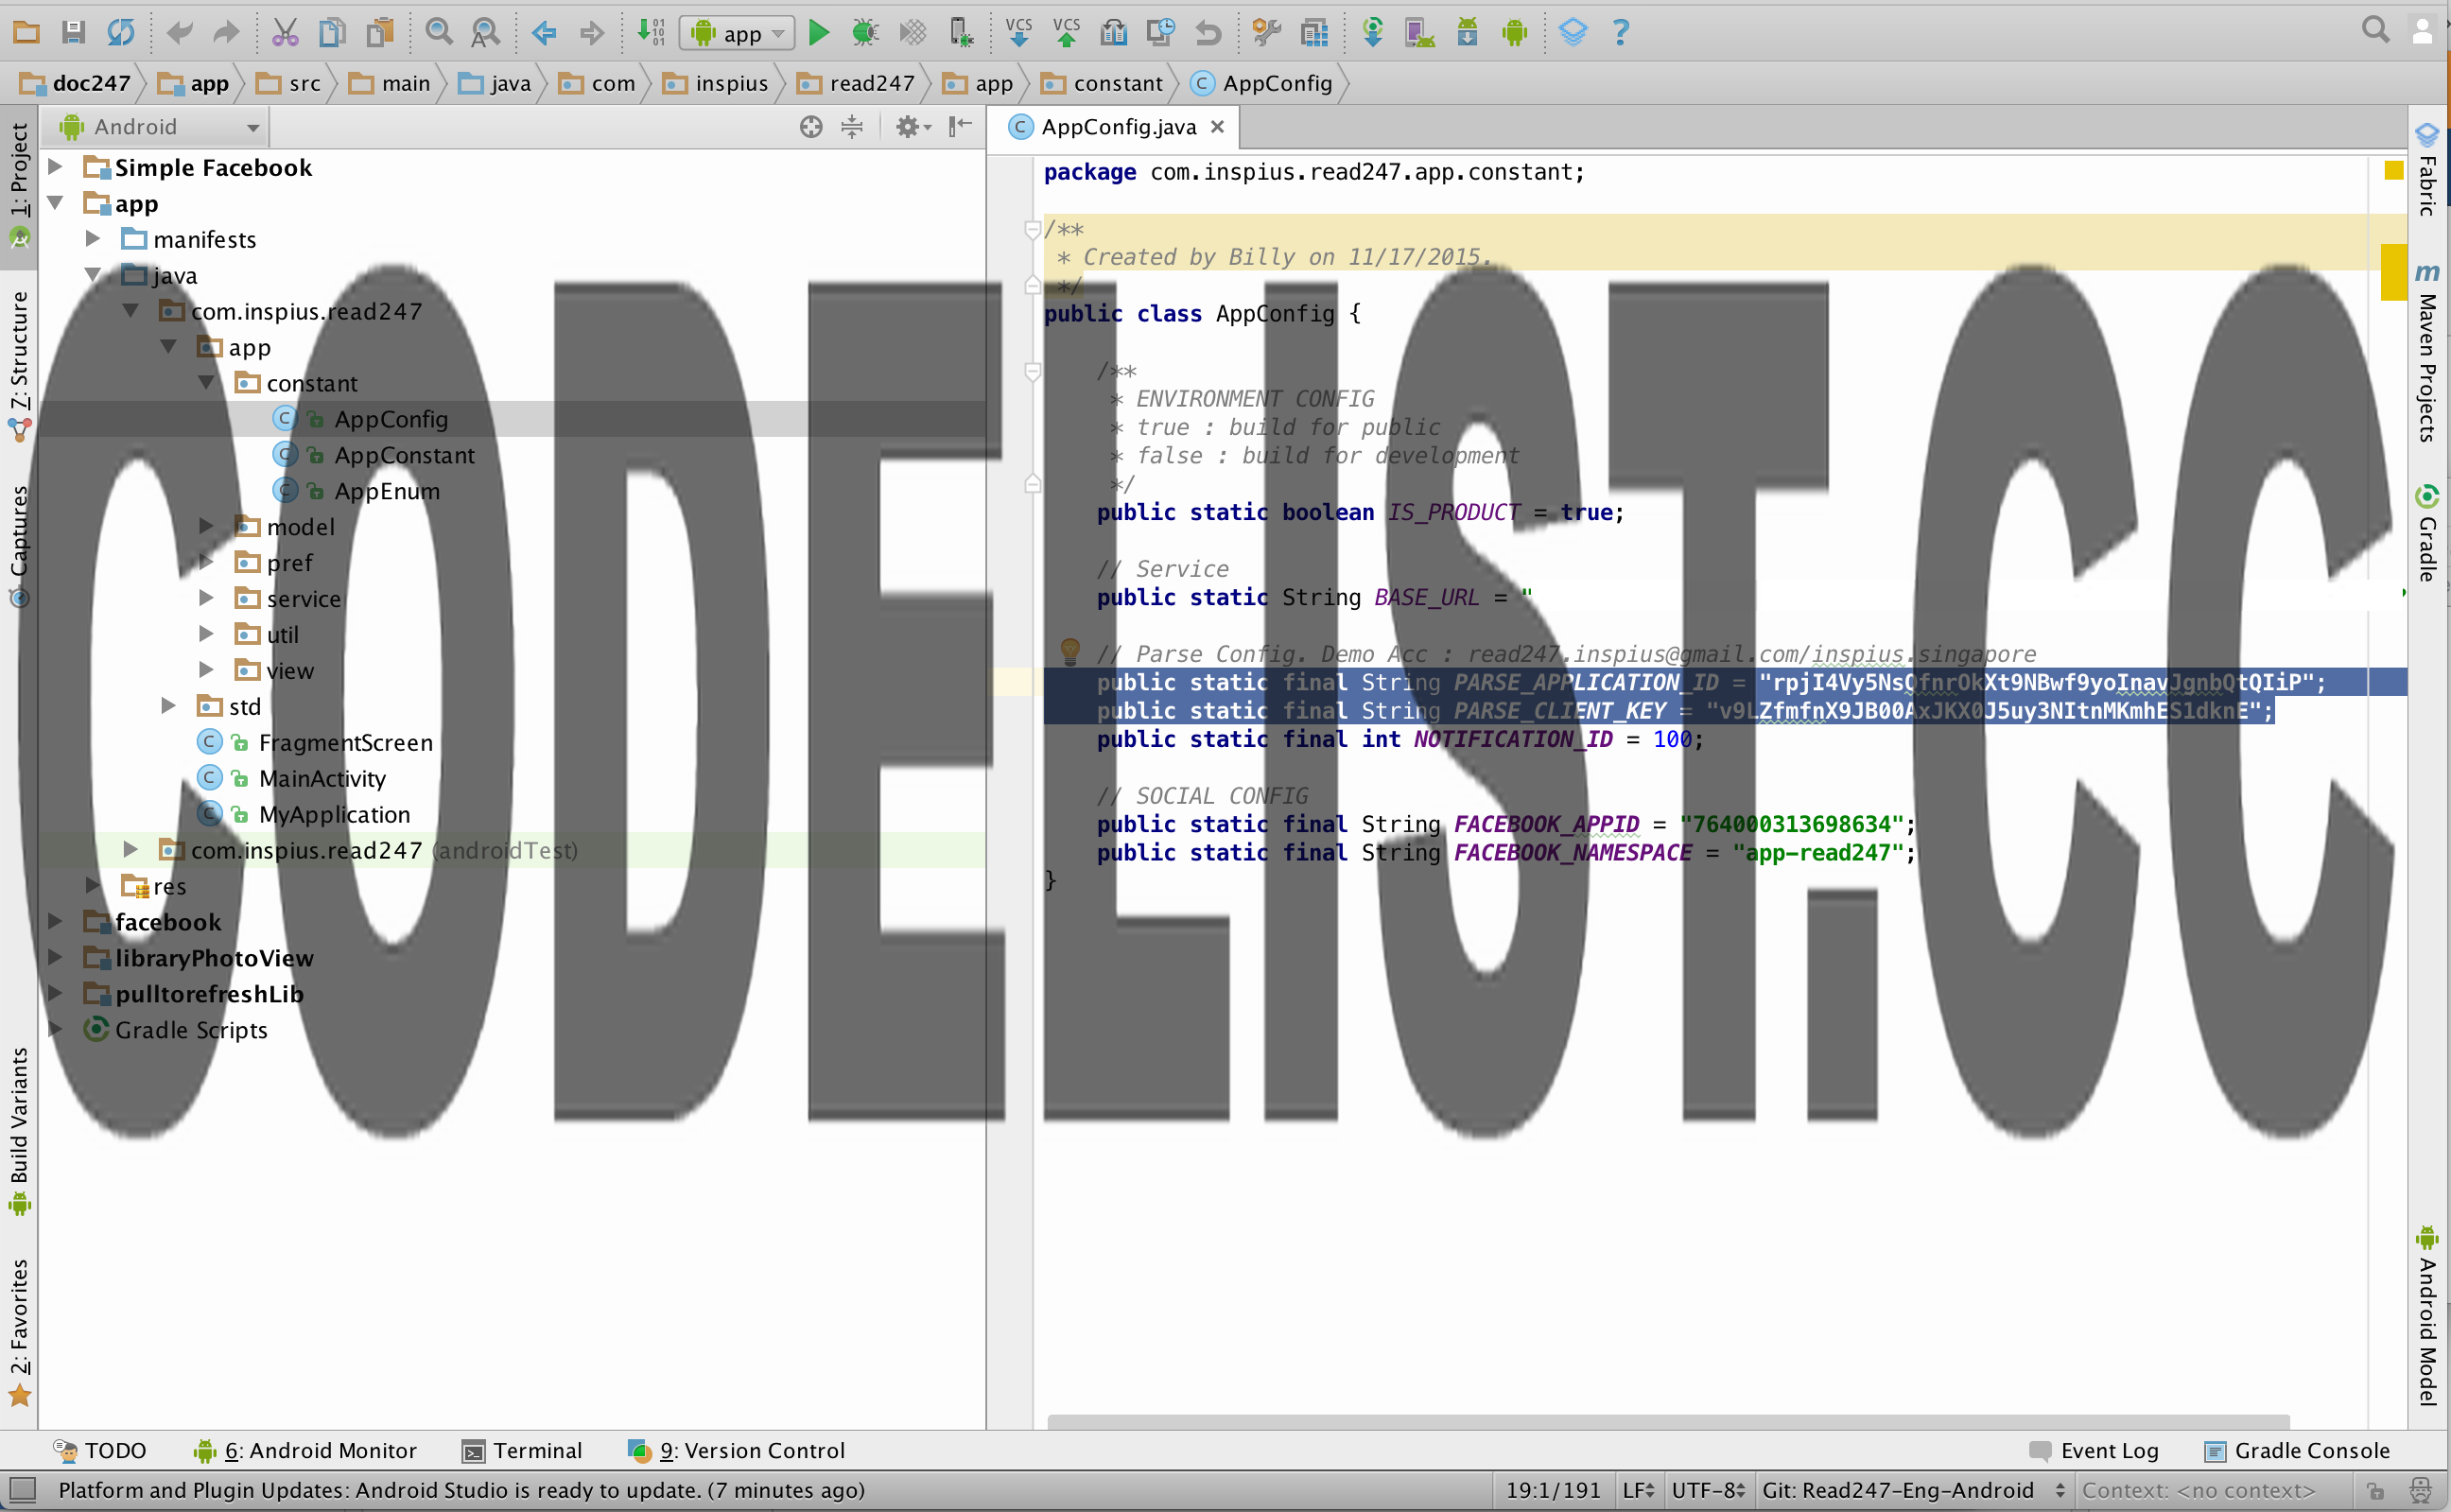 VCS VCS
app
doc247 app src main java com inspius read247 app constant AppConfig
Android
AppConfig.java
1: Project
7: Structure
Captures
Build Variants
2: Favorites
Simple Facebook
app
manifests
java
com.inspius.read247
app
constant
AppConfig
AppConstant
AppEnum
model
pref
service
util
view
std
FragmentScreen
MainActivity
MyApplication
com.inspius.read247 (androidTest)
res
facebook
libraryPhotoView
pulltorefreshLib
Gradle Scripts
package com.inspius.read247.app.constant;
/**
* Created by Billy on 11/17/2015.
*/
public class AppConfig {
/**
* ENVIRONMENT CONFIG
* true : build for public
* false : build for development
*/
public static boolean IS_PRODUCT = true;
// Service
public static String BASE_URL = "
// Parse Config. Demo Acc : read247.inspius@gmail.com/inspius.singapore
public static final String PARSE_APPLICATION_ID = "rpjI4Vy5NsQfnrOkXt9NBwf9yoInavJgnbQtQIiP";
public static final String PARSE_CLIENT_KEY = "v9LZfmfnX9JB00AxJKX0J5uy3NItnMKmhES1dknE";
public static final int NOTIFICATION_ID = 100;
// SOCIAL CONFIG
public static final String FACEBOOK_APPID = "764000313698634";
public static final String FACEBOOK_NAMESPACE = "app-read247";
}
CODELIST.CC
Fabric
Maven Projects
Gradle
Android Model
TODO 6: Android Monitor Terminal 9: Version Control Event Log Gradle Console
Platform and Plugin Updates: Android Studio is ready to update. (7 minutes ago) 19:1/191 LF UTF-8 Git: Read247-Eng-Android Context: <no context>